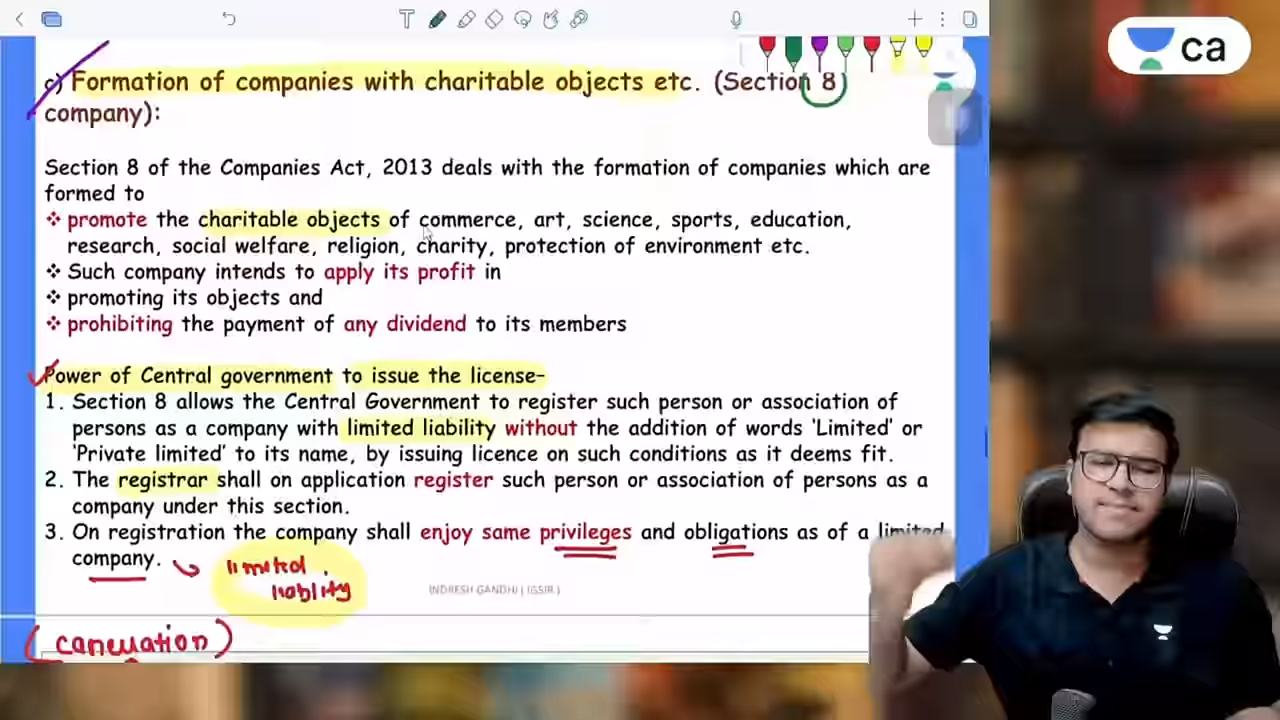 ca
c) Formation of companies with charitable objects etc. (Section 8
company):
Section 8 of the Companies Act, 2013 deals with the formation of companies which are
formed to
❖ promote the charitable objects of commerce, art, science, sports, education,
research, social welfare, religion, charity, protection of environment etc.
❖ Such company intends to apply its profit in
❖ promoting its objects and
❖ prohibiting the payment of any dividend to its members
Power of Central government to issue the license-
1. Section 8 allows the Central Government to register such person or association of
persons as a company with limited liability without the addition of words ‘Limited’ or
‘Private limited’ to its name, by issuing licence on such conditions as it deems fit.
2. The registrar shall on application register such person or association of persons as a
company under this section.
3. On registration the company shall enjoy same privileges and obligations as of a limited
company.
limited
liablity
INDRESH GANDHI ( IGSIR )